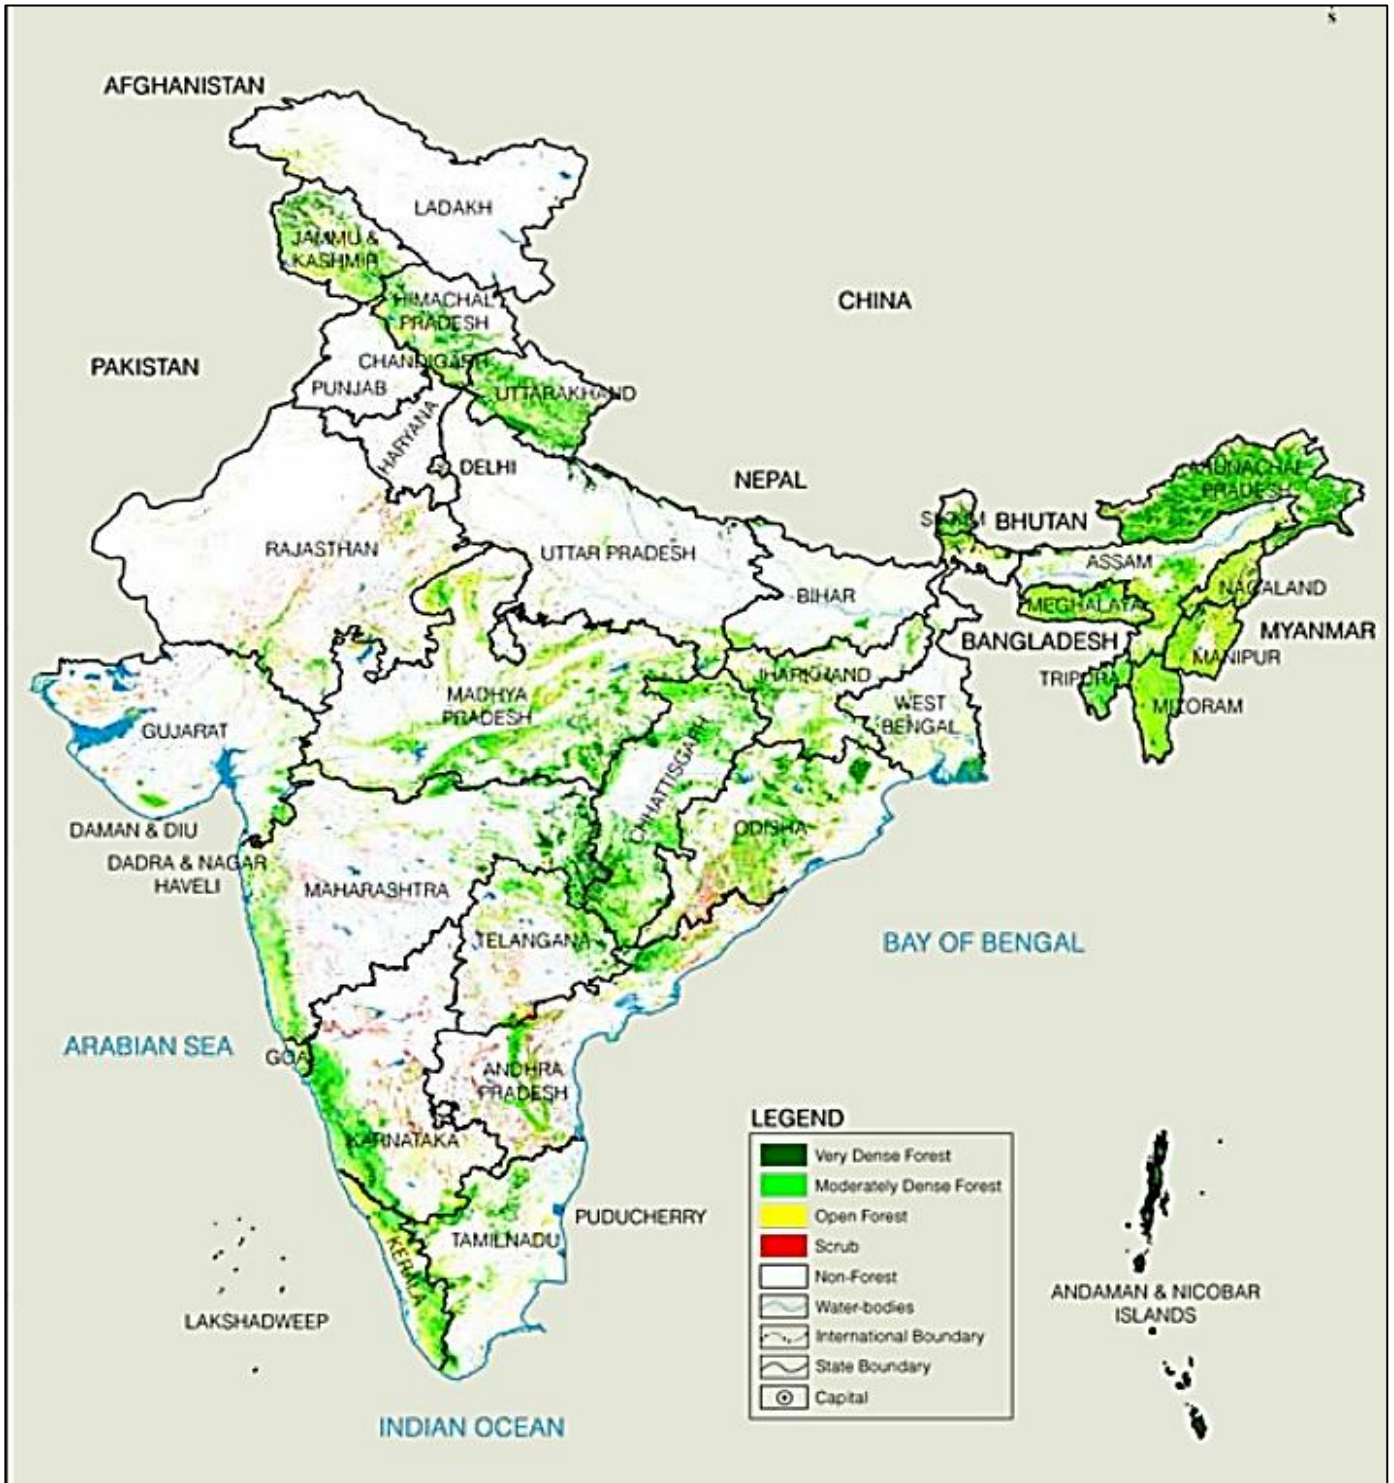 S
AFGHANISTAN
LADAKH
JAMMU &
KASHMIR
HIMACHAL
PRADESH
CHINA
PAKISTAN
CHANDIGARH
PUNJAB
UTTARAKHAND
HARYANA
DELHI
NEPAL
ARUNACHAL
PRADESH
SIKKIM
BHUTAN
RAJASTHAN
UTTAR PRADESH
ASSAM
BIHAR
NAGALAND
MEGHALAYA
BANGLADESH
MYANMAR
MANIPUR
JHARKHAND
TRIPURA
MADHYA
PRADESH
WEST
BENGAL
MIZORAM
GUJARAT
CHHATTISGARH
DAMAN & DIU
ODISHA
DADRA & NAGAR
HAVELI
MAHARASHTRA
TELANGANA
BAY OF BENGAL
ARABIAN SEA
GOA
ANDHRA
PRADESH
KARNATAKA
PUDUCHERRY
TAMILNADU
KERALA
LAKSHADWEEP
INDIAN OCEAN
LEGEND
Very Dense Forest
Moderately Dense Forest
Open Forest
Scrub
Non-Forest
Water-bodies
International Boundary
State Boundary
Capital
ANDAMAN & NICOBAR
ISLANDS